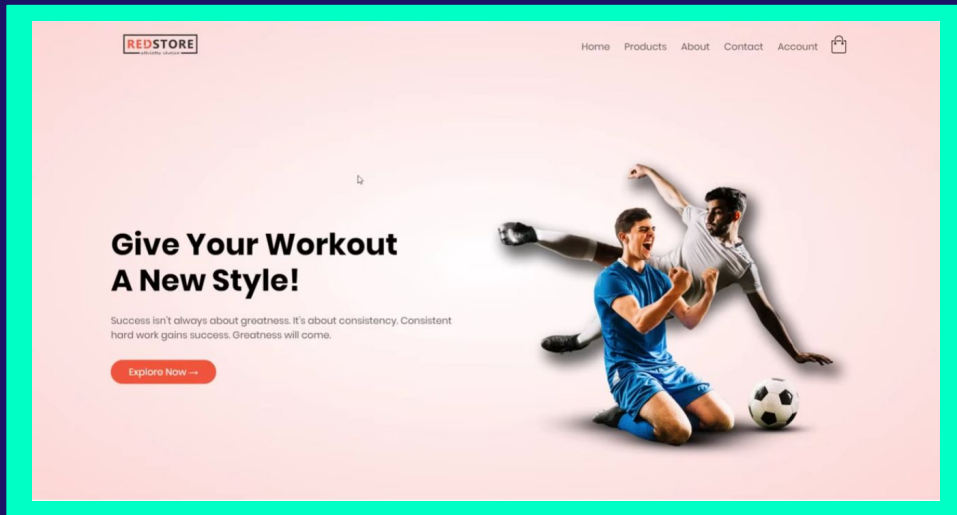 REDSTORE
Home Products About Contact Account
Give Your Workout
A New Style!
Success isn't always about greatness. It's about consistency. Consistent
hard work gains success. Greatness will come.
Explore Now →